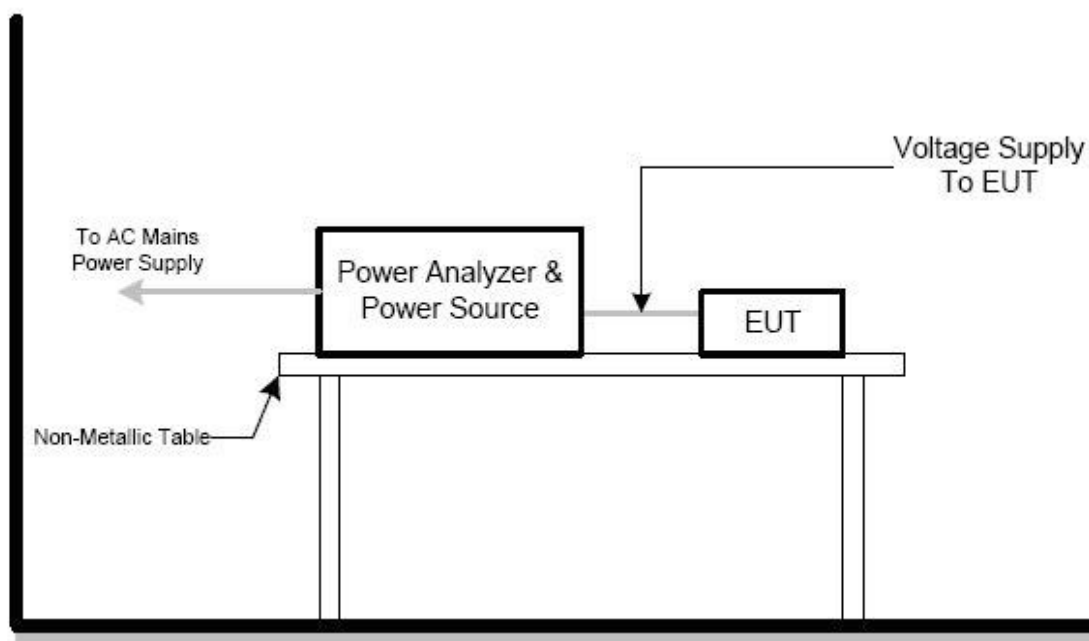 Voltage Supply
To EUT
To AC Mains
Power Supply
Power Analyzer &
Power Source
EUT
Non-Metallic Table